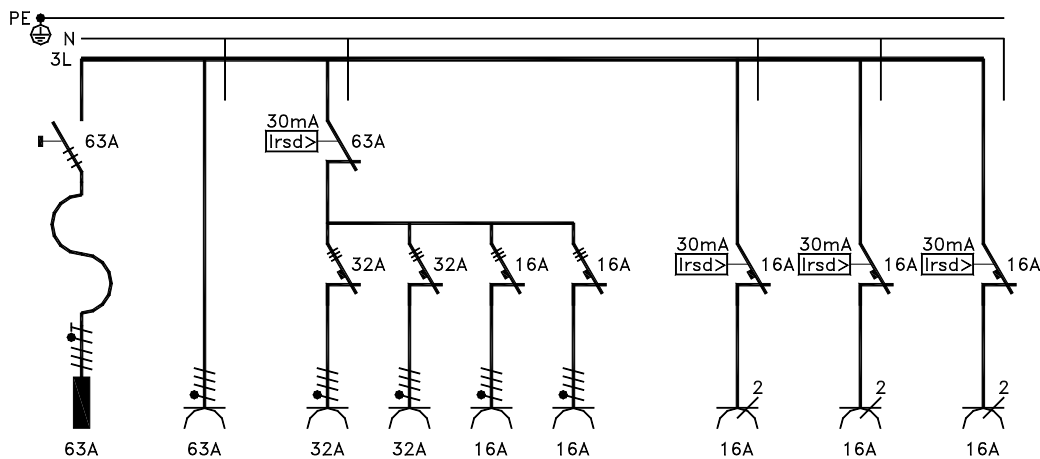 PE
N
3L
30mA
63A
Irsd> 63A
30mA 30mA 30mA
32A 32A 16A 16A Irsd> 16A Irsd> 16A Irsd> 16A
2 2 2
63A 63A 32A 32A 16A 16A 16A 16A 16A